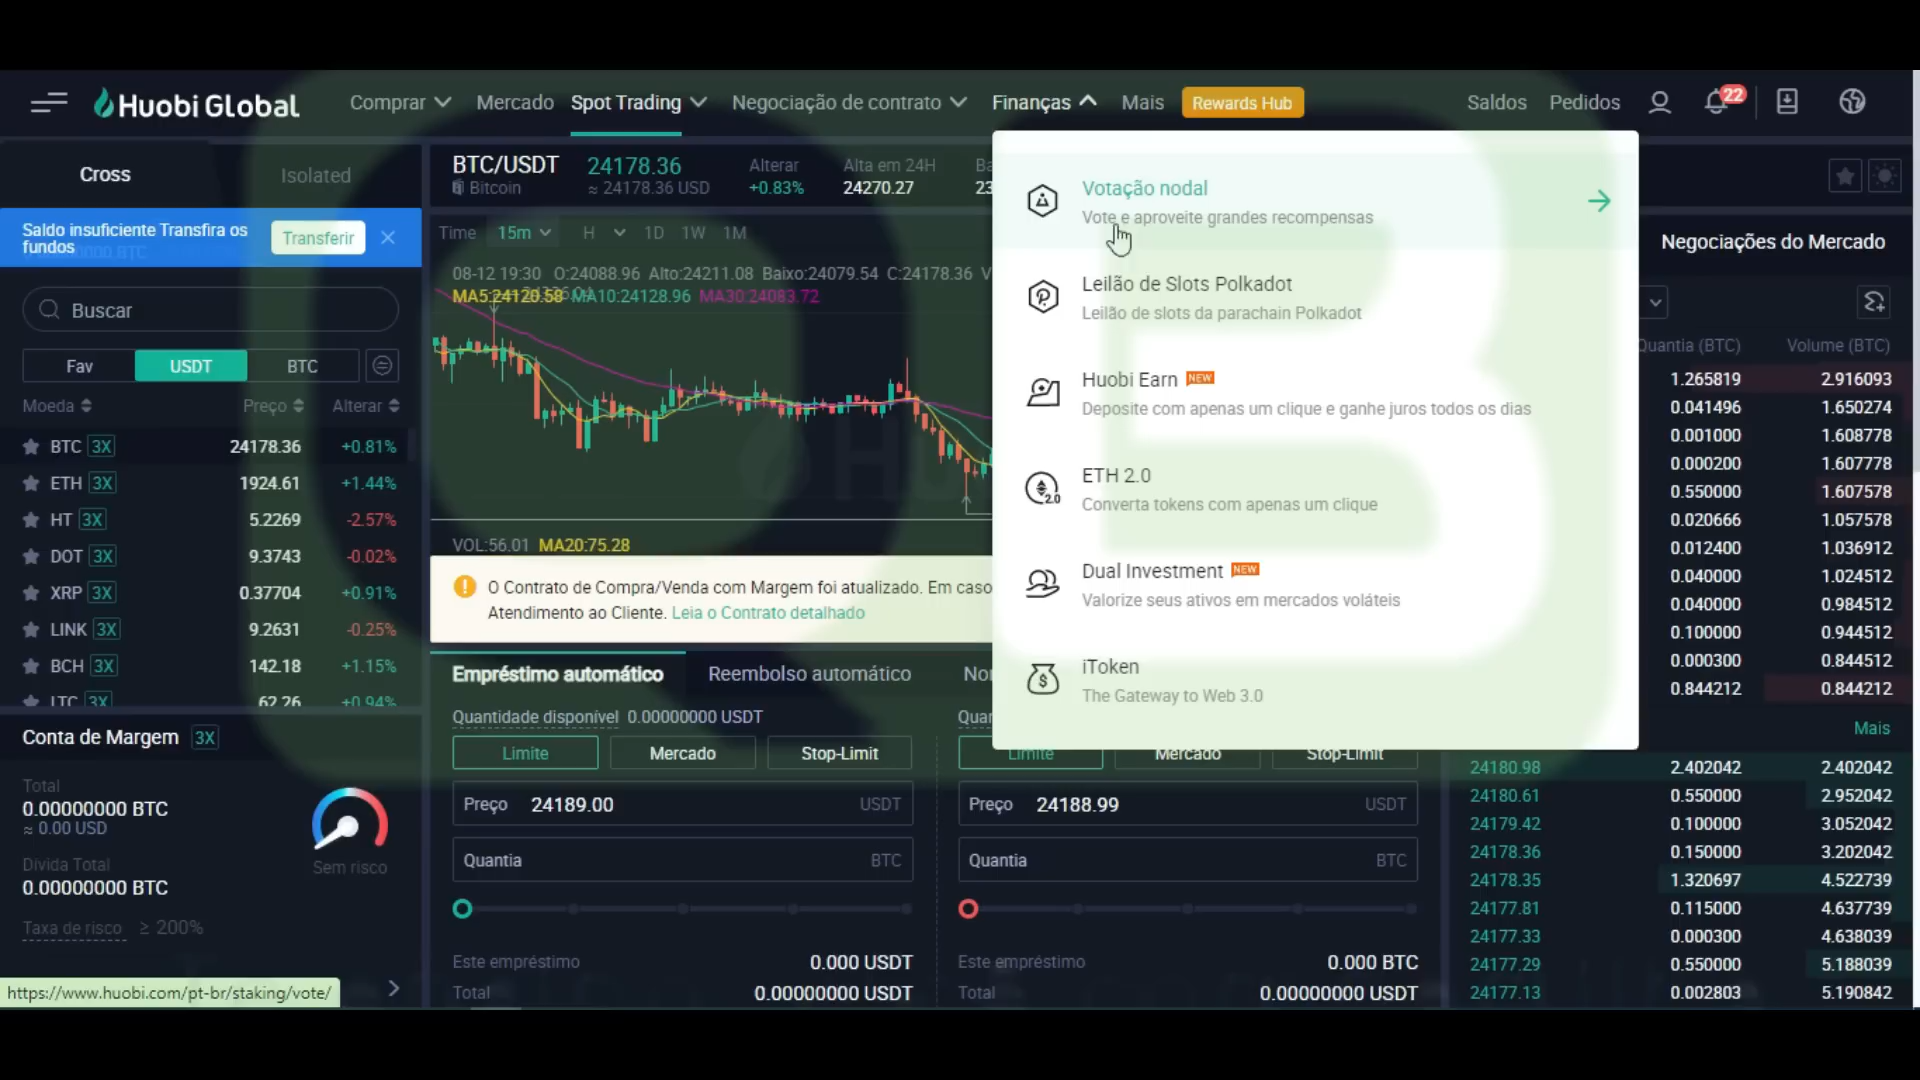 Huobi Global
Comprar
Mercado
Spot Trading
Negociação de contrato
Finanças
Mais
Rewards Hub
Saldos
Pedidos
22
Cross
Isolated
Saldo insuficiente Transfira os
fundos
Transferir
Buscar
Fav
USDT
BTC
Moeda
Preço
Alterar
BTC 3X 24178.36 +0.81%
ETH 3X 1924.61 +1.44%
HT 3X 5.2269 -2.57%
DOT 3X 9.3743 -0.02%
XRP 3X 0.37704 +0.91%
LINK 3X 9.2631 -0.25%
BCH 3X 142.18 +1.15%
LTC 3X 62.26 +0.94%
Conta de Margem 3X
Total
0.00000000 BTC
≈ 0.00 USD
Dívida Total
0.00000000 BTC
Sem risco
Taxa de risco ≥ 200%
https://www.huobi.com/pt-br/staking/vote/
BTC/USDT
Bitcoin
24178.36
≈ 24178.36 USD
Alterar
+0.83%
Alta em 24H
24270.27
Time 15m H 1D 1W 1M
08-12 19:30 O:24088.96 Alto:24211.08 Baixo:24079.54 C:24178.36 V
MA5:24120.58 MA10:24128.96 MA30:24083.72
VOL:56.01 MA20:75.28
O Contrato de Compra/Venda com Margem foi atualizado. Em caso
Atendimento ao Cliente. Leia o Contrato detalhado
Empréstimo automático
Reembolso automático
Quantidade disponível 0.00000000 USDT
Limite
Mercado
Stop-Limit
Preço 24189.00 USDT
Quantia BTC
Este empréstimo 0.000 USDT
Total 0.00000000 USDT
Limite
Mercado
Stop-Limit
Preço 24188.99 USDT
Quantia BTC
Este empréstimo 0.000 BTC
Total 0.00000000 USDT
Votação nodal
Vote e aproveite grandes recompensas
Leilão de Slots Polkadot
Leilão de slots da parachain Polkadot
Huobi Earn NEW
Deposite com apenas um clique e ganhe juros todos os dias
ETH 2.0
2.0
Converta tokens com apenas um clique
Dual Investment NEW
Valorize seus ativos em mercados voláteis
iToken
The Gateway to Web 3.0
Negociações do Mercado
Quantia (BTC) Volume (BTC)
1.265819 2.916093
0.041496 1.650274
0.001000 1.608778
0.000200 1.607778
0.550000 1.607578
0.020666 1.057578
0.012400 1.036912
0.040000 1.024512
0.040000 0.984512
0.100000 0.944512
0.000300 0.844512
0.844212 0.844212
Mais
24180.98 2.402042 2.402042
24180.61 0.550000 2.952042
24179.42 0.100000 3.052042
24178.36 0.150000 3.202042
24178.35 1.320697 4.522739
24177.81 0.115000 4.637739
24177.33 0.000300 4.638039
24177.29 0.550000 5.188039
24177.13 0.002803 5.190842